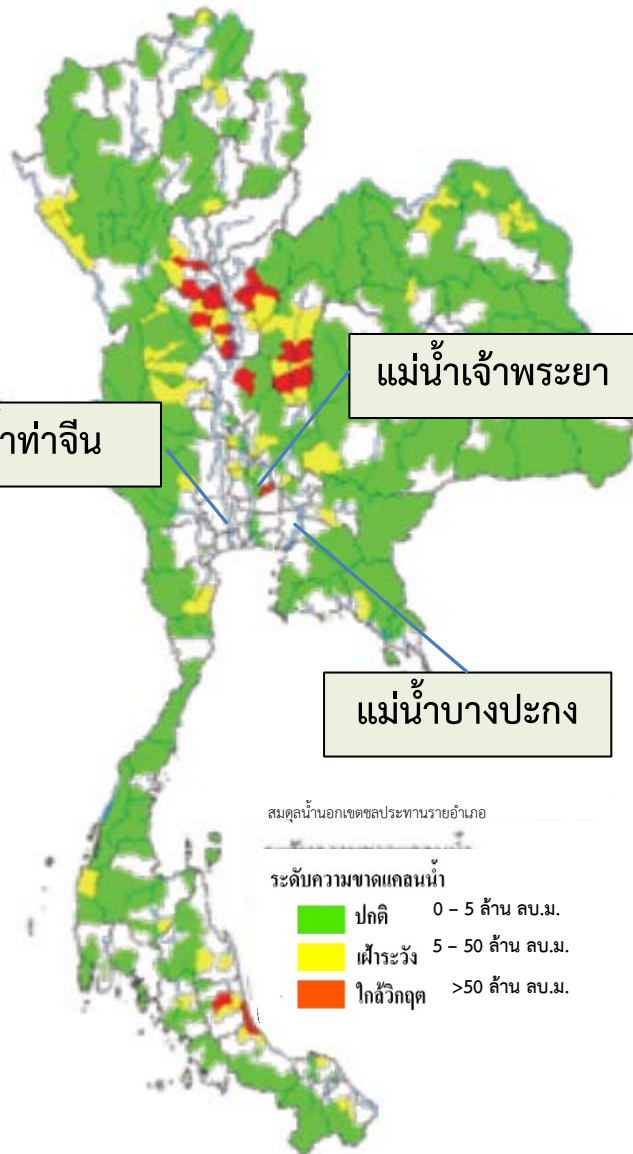 แม่น้ำเจ้าพระยา
าท่าจีน
แม่น้ำบางปะกง
สมดุลน้ำนอกเขตชลประทานรายอำเภอ
ระดับความขาดแคลนน้ำ
ปกติ 0 – 5 ล้าน ลบ.ม.
เฝ้าระวัง 5 – 50 ล้าน ลบ.ม.
ใกล้วิกฤต >50 ล้าน ลบ.ม.